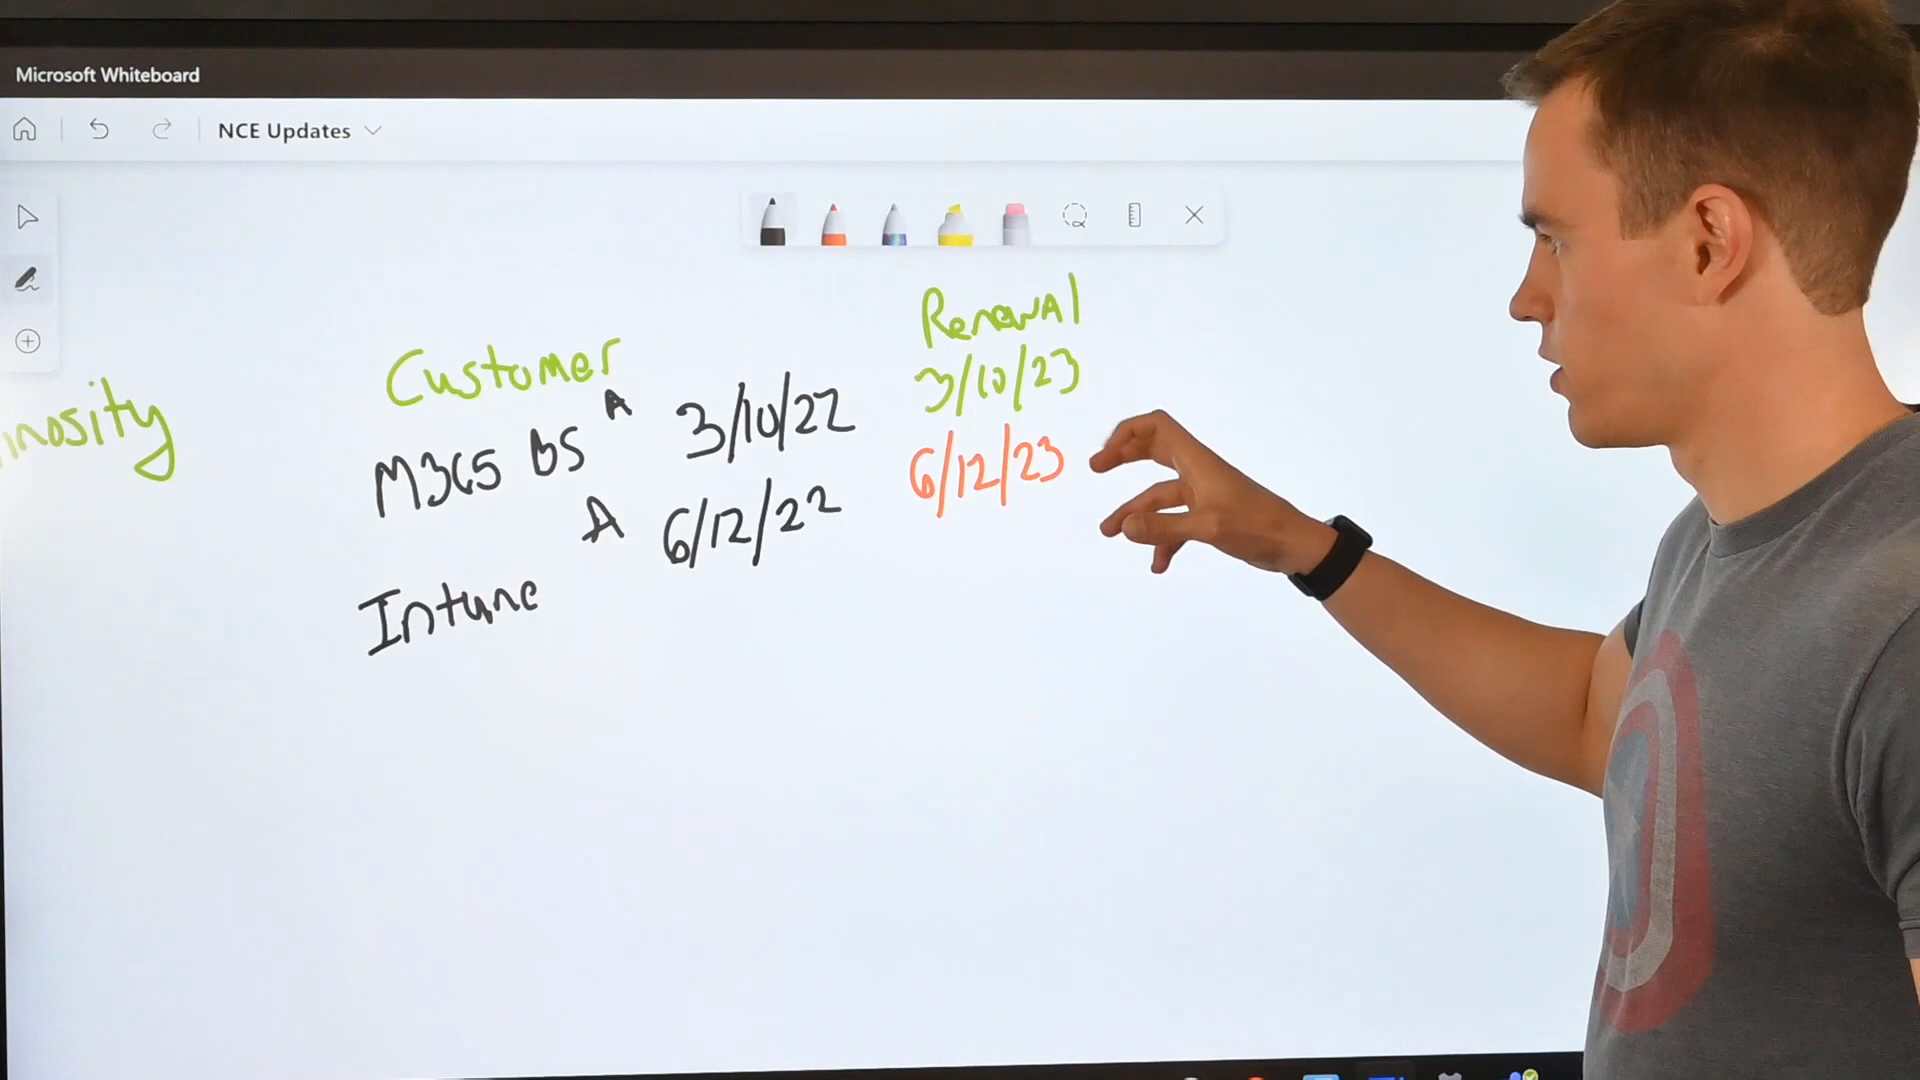 Microsoft Whiteboard
NCE Updates
Renewal
3/10/23
Customer
M365 BS A 3/10/22
6/12/23
A 6/12/22
Intune
inosity